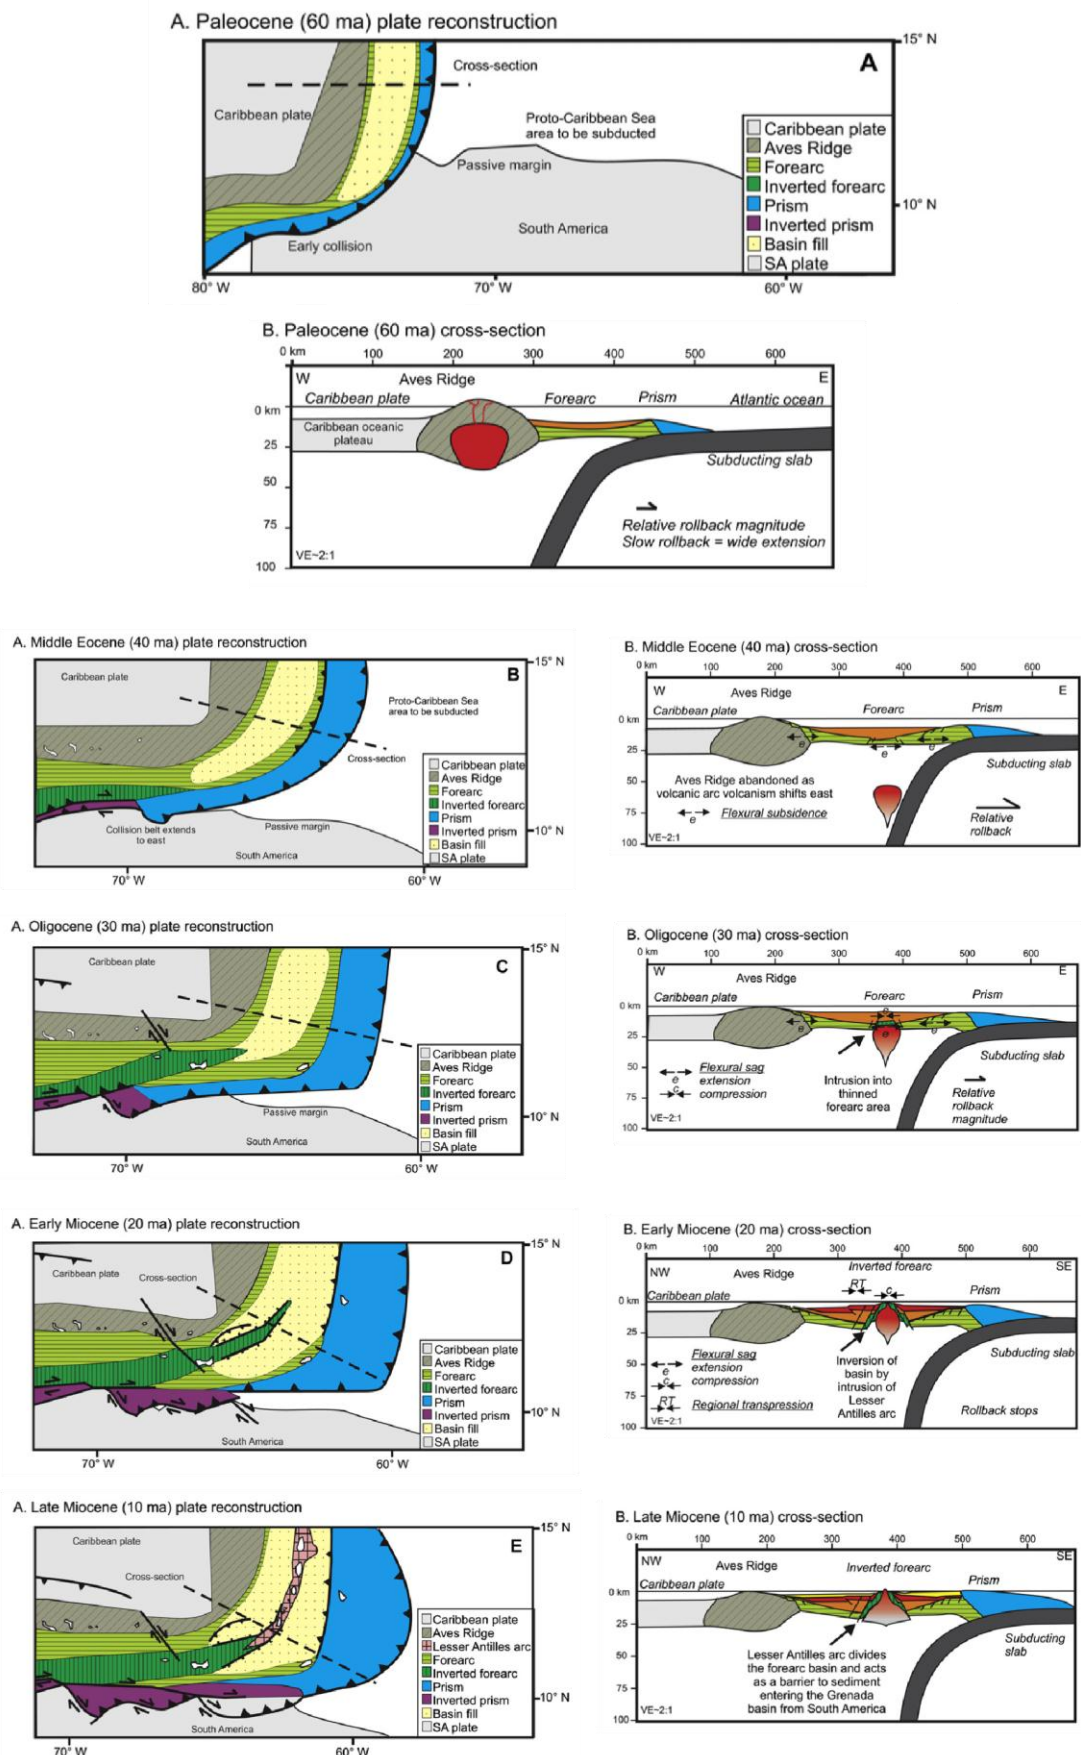 A. Paleocene (60 ma) plate reconstruction
15° N
A
Cross-section
Caribbean plate
Proto-Caribbean Sea
area to be subducted
Passive margin
Caribbean plate
Aves Ridge
Forearc
Inverted forearc
Prism
Inverted prism
Basin fill
SA plate
10° N
South America
Early collision
80° W
70° W
60° W
B. Paleocene (60 ma) cross-section
0 km
100
200
300
400
500
600
W
Aves Ridge
E
Caribbean plate
Forearc
Prism
Atlantic ocean
0 km
Caribbean oceanic
plateau
25
Subducting slab
50
Relative rollback magnitude
75
Slow rollback = wide extension
VE~2:1
100
A. Middle Eocene (40 ma) plate reconstruction
15° N
Caribbean plate
B
Proto-Caribbean Sea
area to be subducted
Cross-section
Caribbean plate
Aves Ridge
Forearc
Inverted forearc
Prism
Inverted prism
Basin fill
SA plate
Collision belt extends
to east
Passive margin
10° N
South America
70° W
60° W
B. Middle Eocene (40 ma) cross-section
0 km
100
200
300
400
500
600
W
Aves Ridge
E
Caribbean plate
Forearc
Prism
0 km
e
e
e
25
Subducting slab
50
Aves Ridge abandoned as
volcanic arc volcanism shifts east
75
e
Flexural subsidence
Relative
rollback
VE~2:1
100
A. Oligocene (30 ma) plate reconstruction
15° N
Caribbean plate
C
Caribbean plate
Aves Ridge
Forearc
Inverted forearc
Prism
Inverted prism
Basin fill
SA plate
Passive margin
10° N
South America
70° W
60° W
B. Oligocene (30 ma) cross-section
0 km
100
200
300
400
500
600
W
Aves Ridge
E
Caribbean plate
Forearc
Prism
0 km
e
e
e
e
25
Subducting slab
50
Flexural sag
e
extension
c
compression
Intrusion into
thinned
forearc area
Relative
rollback
magnitude
75
VE~2:1
100
A. Early Miocene (20 ma) plate reconstruction
15° N
D
Caribbean plate
Cross-section
Caribbean plate
Aves Ridge
Forearc
Inverted forearc
Prism
Inverted prism
Basin fill
SA plate
10° N
South America
70° W
60° W
B. Early Miocene (20 ma) cross-section
0 km
100
200
300
400
500
600
NW
Aves Ridge
Inverted forearc
SE
RT
c
Caribbean plate
Prism
0 km
25
Subducting slab
50
Flexural sag
e
extension
c
compression
RT
Regional transpression
Inversion of
basin by
intrusion of
Lesser
Antilles arc
75
Rollback stops
VE~2:1
100
A. Late Miocene (10 ma) plate reconstruction
15° N
Caribbean plate
E
Cross-section
Caribbean plate
Aves Ridge
Lesser Antilles arc
Forearc
Inverted forearc
Prism
Inverted prism
Basin fill
SA plate
10° N
South America
70° W
60° W
B. Late Miocene (10 ma) cross-section
0 km
100
200
300
400
500
600
NW
Aves Ridge
Inverted forearc
SE
Caribbean plate
Prism
0 km
25
Subducting
slab
50
Lesser Antilles arc divides
the forearc basin and acts
as a barrier to sediment
entering the Grenada
basin from South America
75
VE~2:1
100